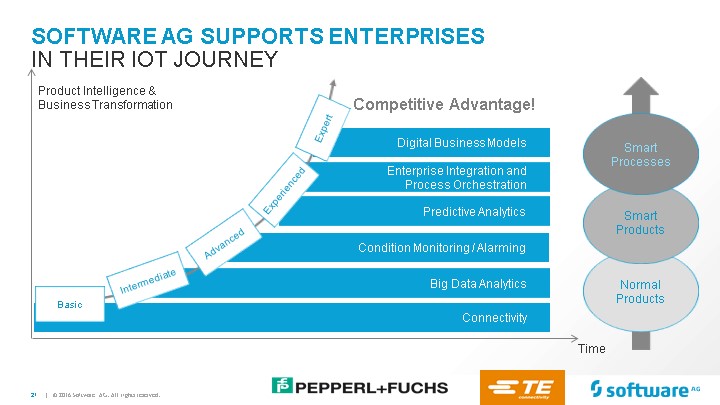 SOFTWARE AG SUPPORTS ENTERPRISES
IN THEIR IOT JOURNEY
Product Intelligence &
Business Transformation
Competitive Advantage!
Expert
Digital Business Models
Smart
Processes
Experienced
Enterprise Integration and
Process Orchestration
Predictive Analytics
Smart
Products
Advanced
Condition Monitoring / Alarming
Intermediate
Big Data Analytics
Normal
Products
Basic
Connectivity
Time
PEPPERL+FUCHS
TE
connectivity
software AG
21 | © 2016 Software AG. All rights reserved.